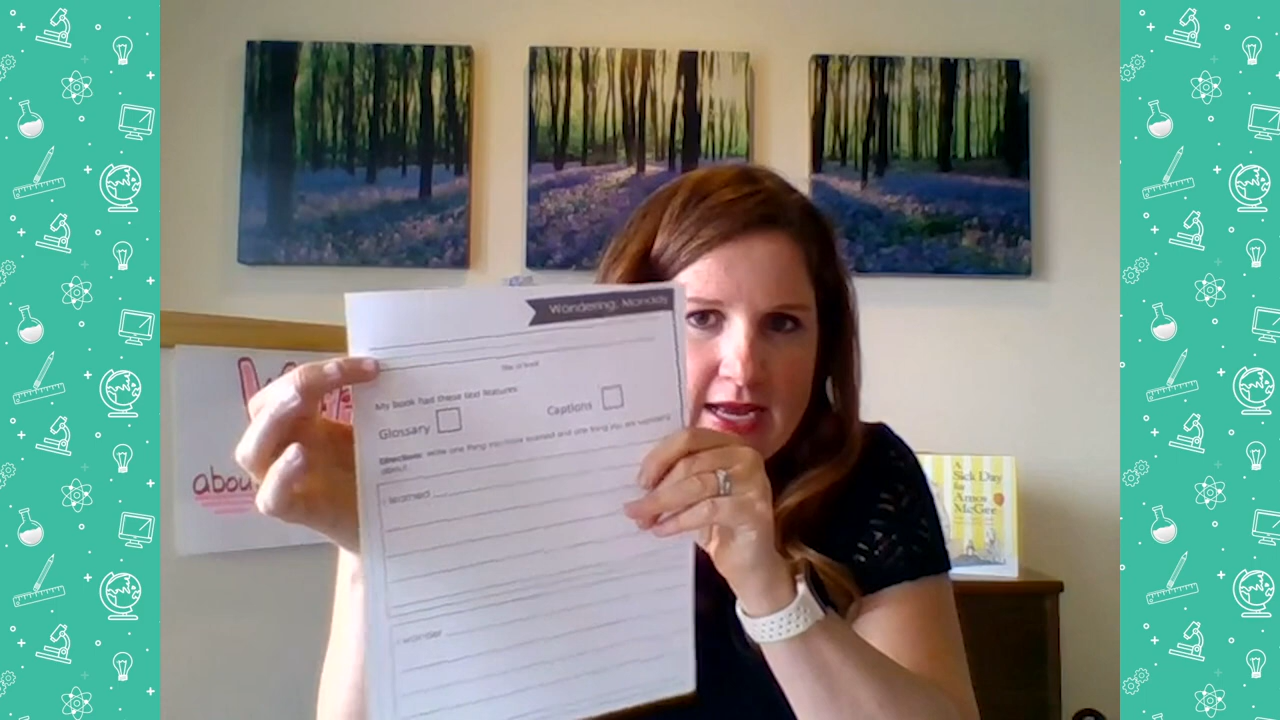 Wondering, Monday
Title of book
My book had these text features:
Glossary
Captions
Directions: Write one thing you have learned and one thing you are wondering
about.
I learned
I wonder
about
A
Sick Day
for
Amos
McGee